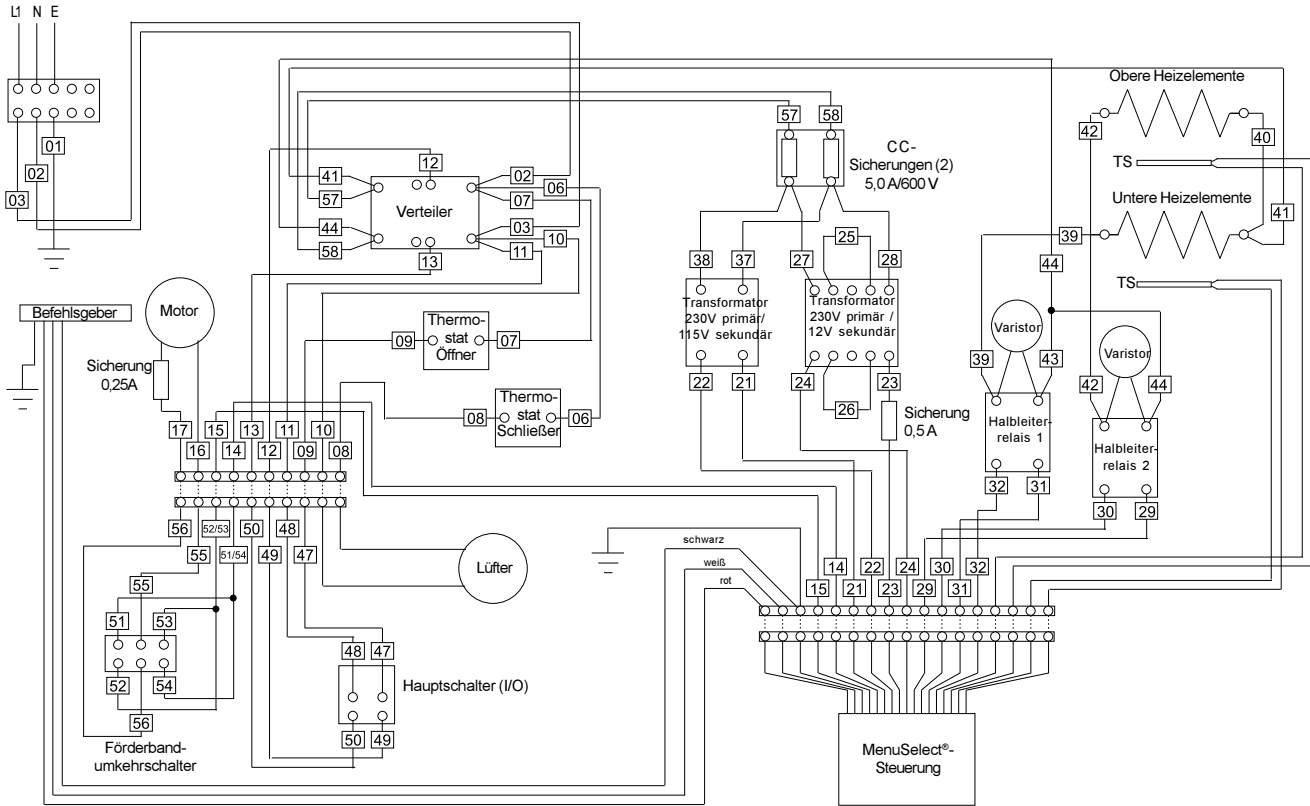 L1 N E
01
02
03
12
41
57
44
58
Verteiler
02
06
07
03
10
11
13
57
58
CC-
Sicherungen (2)
5,0 A/600 V
Obere Heizelemente
42
40
TS
Untere Heizelemente
41
39
44
TS
Befehlsgeber
Motor
Sicherung
0,25A
Thermo-
stat
Öffner
09
07
Thermo-
stat
Schließer
08
06
38
37
27
25
28
Transformator
230V primär/
115V sekundär
Transformator
230V primär /
12V sekundär
22
21
24
26
23
Sicherung
0,5 A
Varistor
39
43
Varistor
42
44
Halbleiter-
relais 1
Halbleiter-
relais 2
32
31
30
29
17
16
15
14
13
12
11
09
10
08
56
55
52/53
51/54
50
49
48
47
Lüfter
55
51
53
52
54
56
Förderband-
umkehrschalter
48
47
Hauptschalter (I/O)
50
49
schwarz
weiß
rot
15
14
21
22
23
24
29
30
31
32
MenuSelect®-
Steuerung